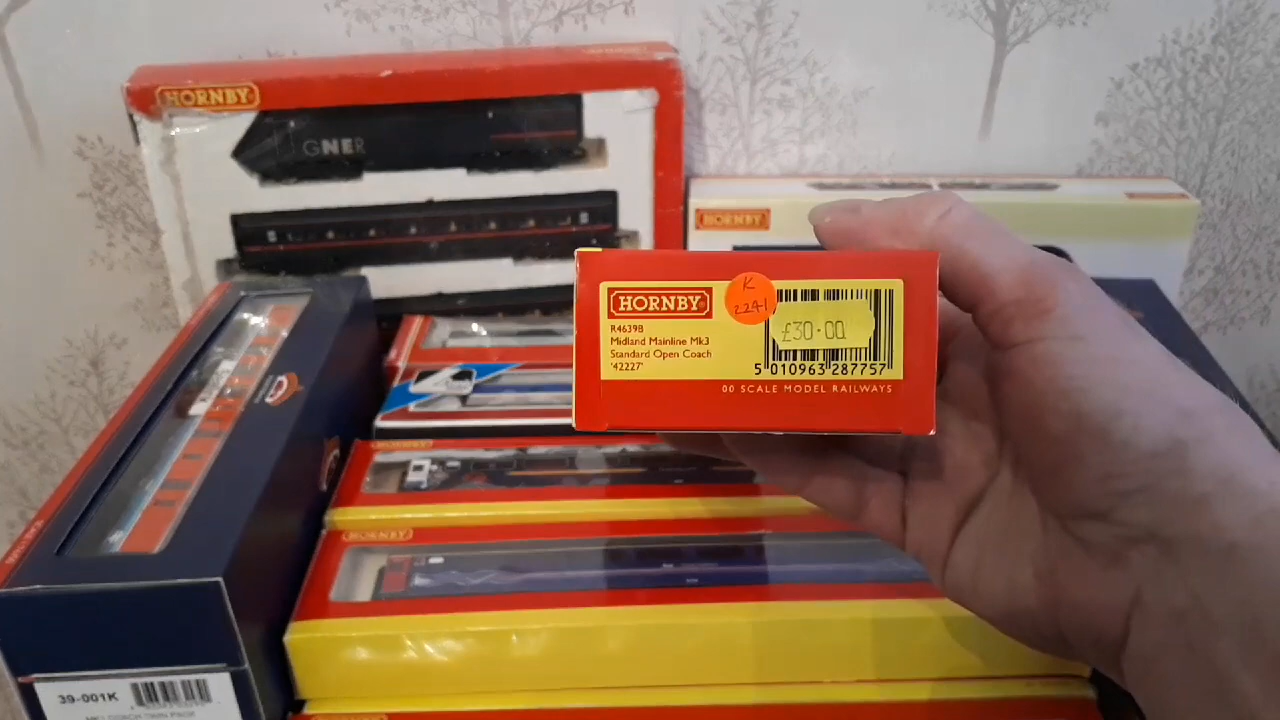 HORNBY
GNER
HORNBY
HORNBY
R4639B
Midland Mainline Mk3
Standard Open Coach
'42227'
K
2241
£30.00
5 010963 287757
00 SCALE MODEL RAILWAYS
HORNBY
HORNBY
39-001K